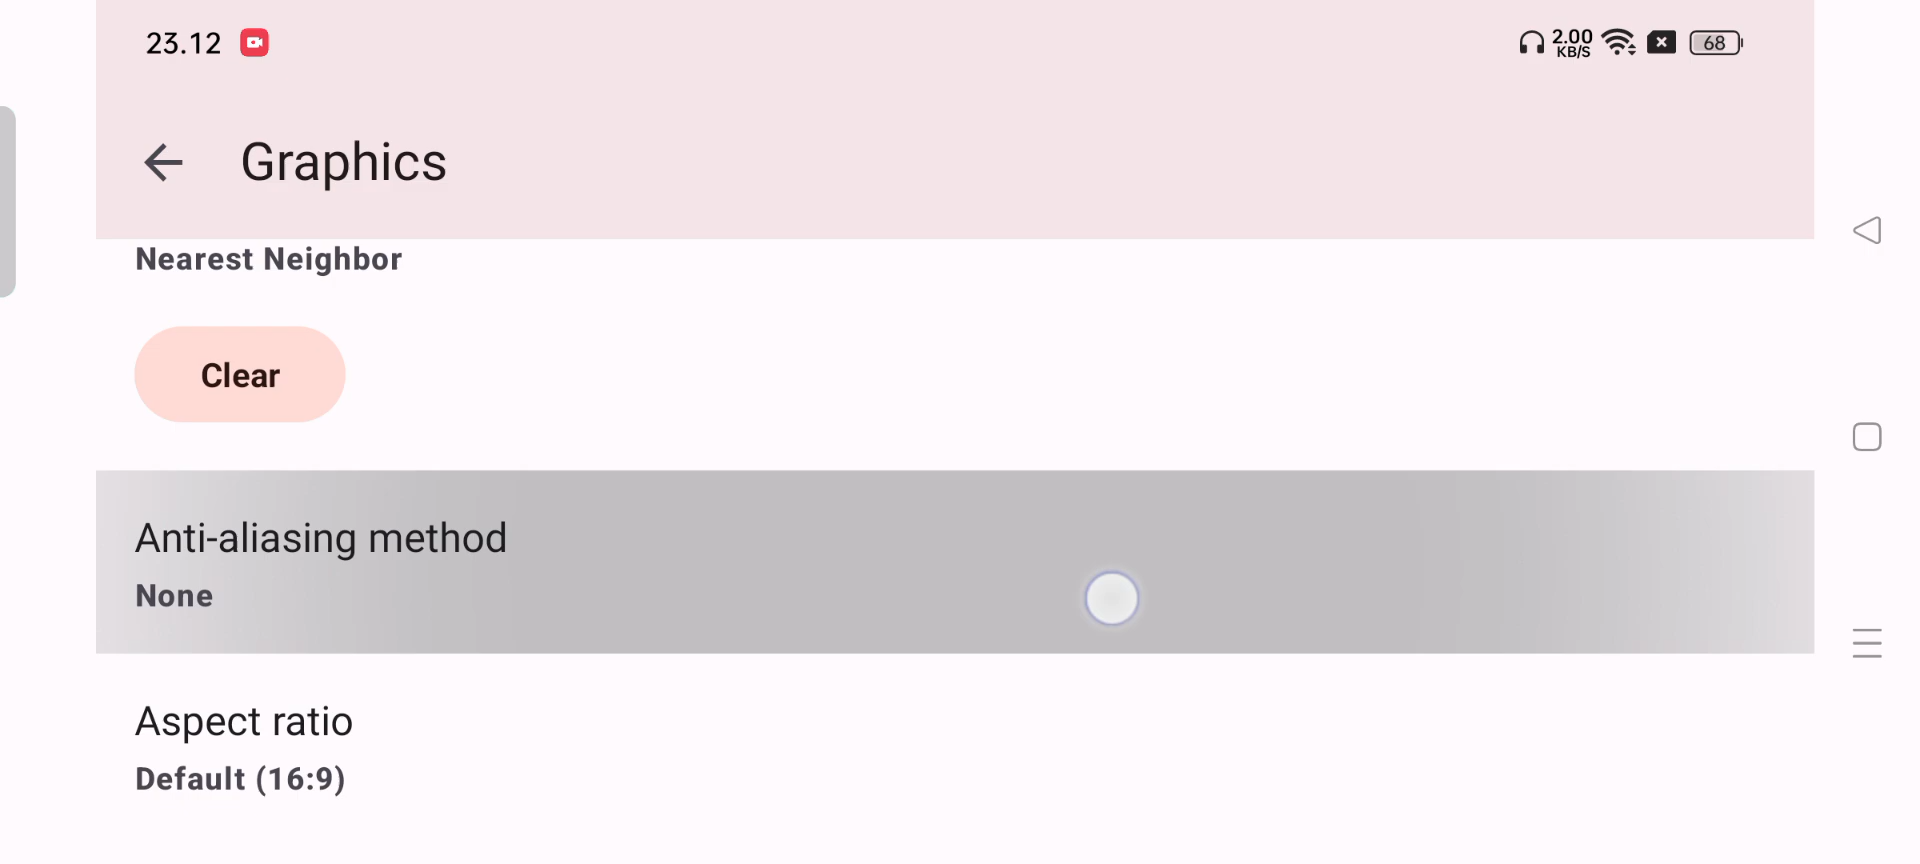 23.12
2.00
KB/S
68
Graphics
Nearest Neighbor
Clear
Anti-aliasing method
None
Aspect ratio
Default (16:9)